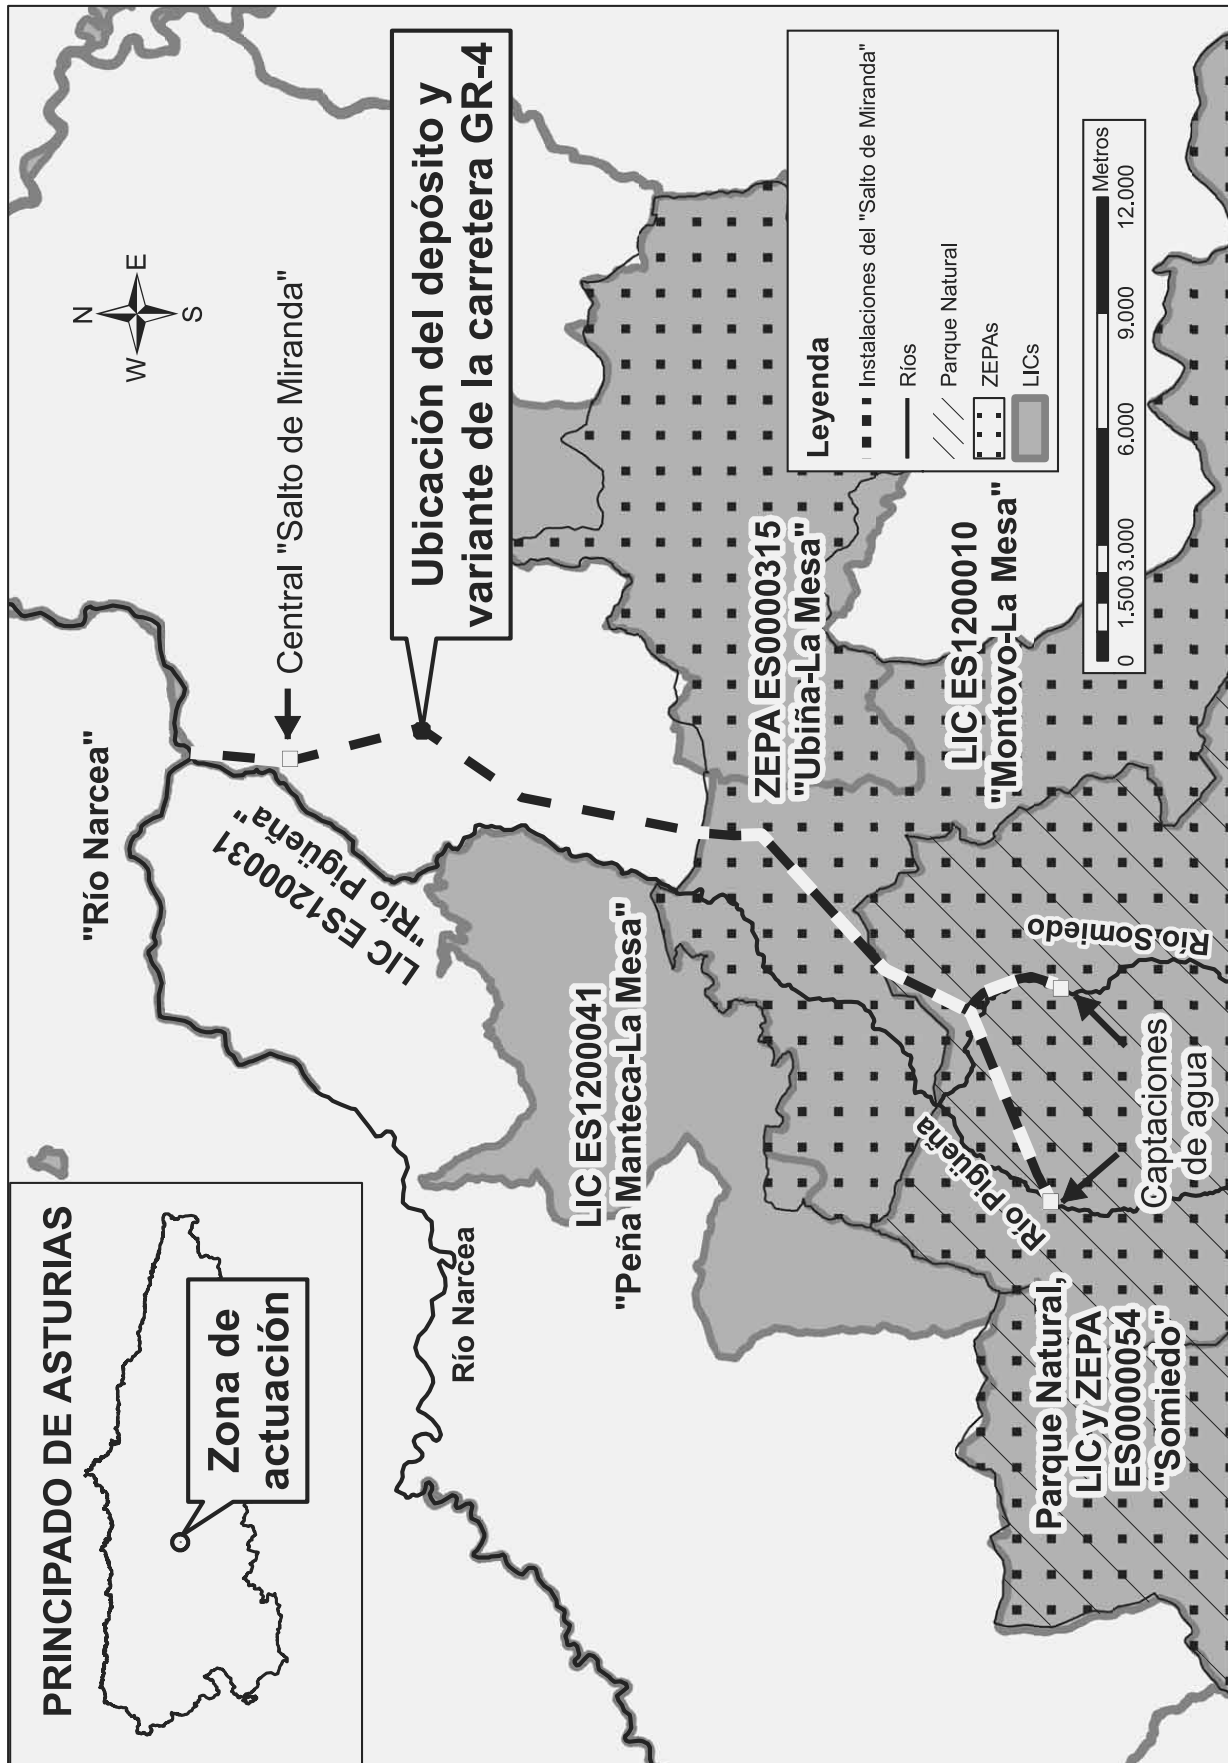 PRINCIPADO DE ASTURIAS
Zona de
actuación
"Río Narcea"
N
W
E
S
Central "Salto de Miranda"
LIC ES1200031
"Río Pigüeña"
Ubicación del depósito y
variante de la carretera GR-4
Río Narcea
LIC ES1200041
"Peña Manteca-La Mesa"
ZEPA ES0000315
"Ubiña-La Mesa"
LIC ES1200010
"Montovo-La Mesa"
Río Pigüeña
Río Somiedo
Captaciones
de agua
Parque Natural,
LIC y ZEPA
ES0000054
"Somiedo"
Leyenda
Instalaciones del "Salto de Miranda"
Ríos
Parque Natural
ZEPAs
LICs
Metros
0 1.500 3.000 6.000 9.000 12.000